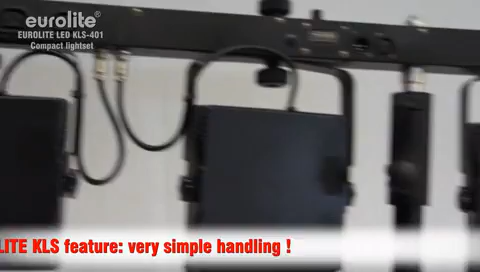 eurolite®
EUROLITE LED KLS-401
Compact lightset
LITE KLS feature: very simple handling !